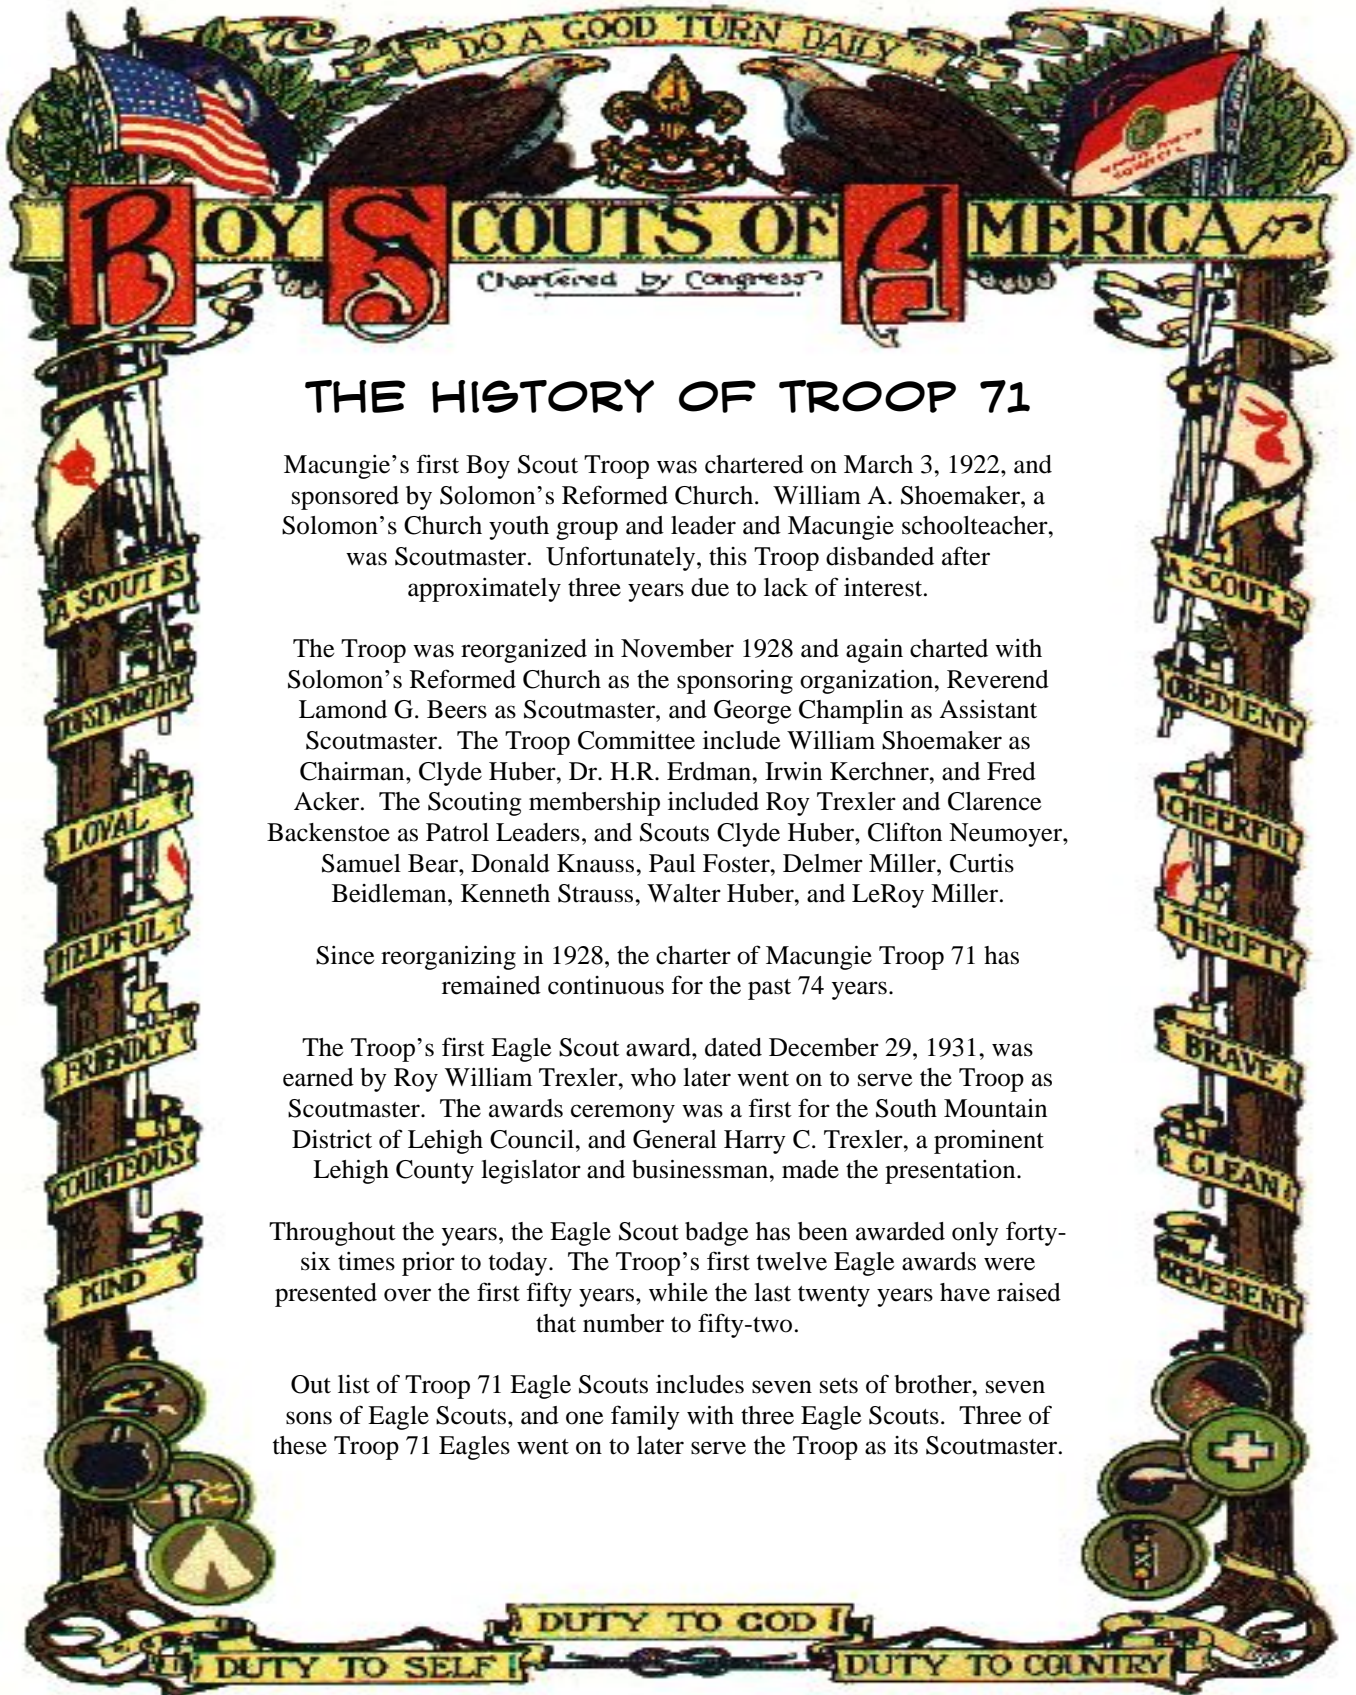 "DO A GOOD TURN DAILY"
BOY SCOUTS OF AMERICA
Chartered by Congress
THE HISTORY OF TROOP 71
Macungie’s first Boy Scout Troop was chartered on March 3, 1922, and
sponsored by Solomon’s Reformed Church.  William A. Shoemaker, a
Solomon’s Church youth group and leader and Macungie schoolteacher,
was Scoutmaster.  Unfortunately, this Troop disbanded after
approximately three years due to lack of interest.
The Troop was reorganized in November 1928 and again charted with
Solomon’s Reformed Church as the sponsoring organization, Reverend
Lamond G. Beers as Scoutmaster, and George Champlin as Assistant
Scoutmaster.  The Troop Committee include William Shoemaker as
Chairman, Clyde Huber, Dr. H.R. Erdman, Irwin Kerchner, and Fred
Acker.  The Scouting membership included Roy Trexler and Clarence
Backenstoe as Patrol Leaders, and Scouts Clyde Huber, Clifton Neumoyer,
Samuel Bear, Donald Knauss, Paul Foster, Delmer Miller, Curtis
Beidleman, Kenneth Strauss, Walter Huber, and LeRoy Miller.
Since reorganizing in 1928, the charter of Macungie Troop 71 has
remained continuous for the past 74 years.
The Troop’s first Eagle Scout award, dated December 29, 1931, was
earned by Roy William Trexler, who later went on to serve the Troop as
Scoutmaster.  The awards ceremony was a first for the South Mountain
District of Lehigh Council, and General Harry C. Trexler, a prominent
Lehigh County legislator and businessman, made the presentation.
Throughout the years, the Eagle Scout badge has been awarded only forty-
six times prior to today.  The Troop’s first twelve Eagle awards were
presented over the first fifty years, while the last twenty years have raised
that number to fifty-two.
Out list of Troop 71 Eagle Scouts includes seven sets of brother, seven
sons of Eagle Scouts, and one family with three Eagle Scouts.  Three of
these Troop 71 Eagles went on to later serve the Troop as its Scoutmaster.
A SCOUT IS
TRUSTWORTHY
LOYAL
HELPFUL
FRIENDLY
COURTEOUS
KIND
A SCOUT IS
OBEDIENT
CHEERFUL
THRIFTY
BRAVE
CLEAN
REVERENT
DUTY TO GOD
DUTY TO SELF
DUTY TO COUNTRY